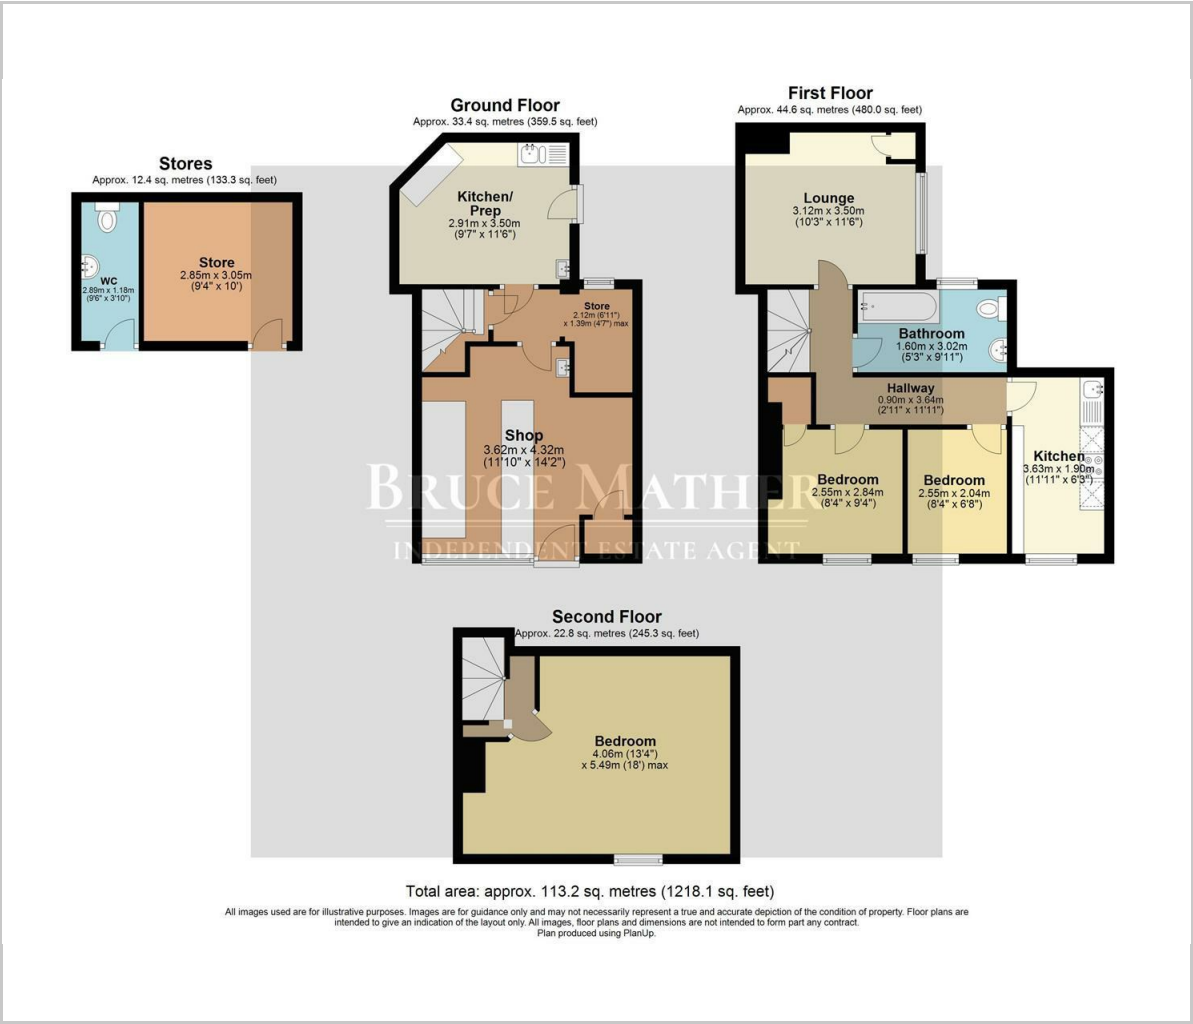 Stores
Approx. 12.4 sq. metres (133.3 sq. feet)
WC
2.89m x 1.18m
(9'6" x 3'10")
Store
2.85m x 3.05m
(9'4" x 10')
Ground Floor
Approx. 33.4 sq. metres (359.5 sq. feet)
Kitchen/
Prep
2.91m x 3.50m
(9'7" x 11'6")
Store
2.12m (6'11")
x 1.39m (4'7") max
Shop
3.62m x 4.32m
(11'10" x 14'2")
First Floor
Approx. 44.6 sq. metres (480.0 sq. feet)
Lounge
3.12m x 3.50m
(10'3" x 11'6")
Bathroom
1.60m x 3.02m
(5'3" x 9'11")
Hallway
0.90m x 3.64m
(2'11" x 11'11")
Bedroom
2.55m x 2.84m
(8'4" x 9'4")
Bedroom
2.55m x 2.04m
(8'4" x 6'8")
Kitchen
3.63m x 1.90m
(11'11" x 6'3")
BRUCE MATHER
INDEPENDENT ESTATE AGENT
Second Floor
Approx. 22.8 sq. metres (245.3 sq. feet)
Bedroom
4.06m (13'4")
x 5.49m (18') max
Total area: approx. 113.2 sq. metres (1218.1 sq. feet)
All images used are for illustrative purposes. Images are for guidance only and may not necessarily represent a true and accurate depiction of the condition of property. Floor plans are
intended to give an indication of the layout only. All images, floor plans and dimensions are not intended to form part any contract.
Plan produced using PlanUp.